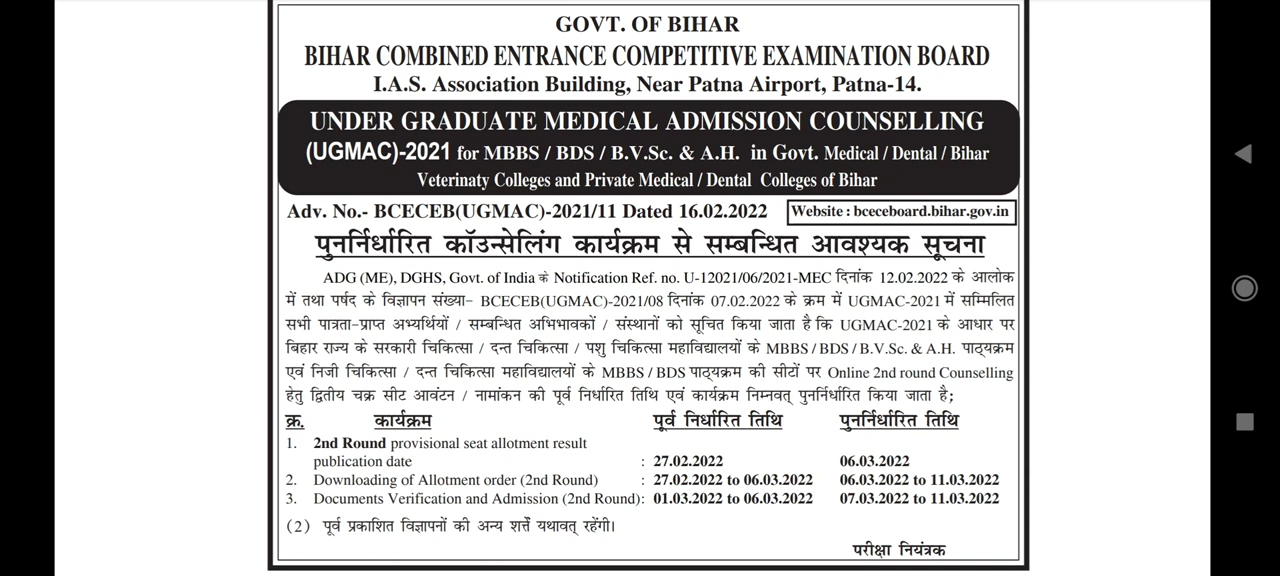 GOVT. OF BIHAR
BIHAR COMBINED ENTRANCE COMPETITIVE EXAMINATION BOARD
I.A.S. Association Building, Near Patna Airport, Patna-14.
UNDER GRADUATE MEDICAL ADMISSION COUNSELLING
(UGMAC)-2021 for MBBS / BDS / B.V.Sc. & A.H. in Govt. Medical / Dental / Bihar
Veterinaty Colleges and Private Medical / Dental Colleges of Bihar
Adv. No.- BCECEB(UGMAC)-2021/11 Dated 16.02.2022 Website : bceceboard.bihar.gov.in
पुनर्निर्धारित कॉउन्सेलिंग कार्यक्रम से सम्बन्धित आवश्यक सूचना
ADG (ME), DGHS, Govt. of India के Notification Ref. no. U-12021/06/2021-MEC दिनांक 12.02.2022 के आलोक
में तथा पर्षद के विज्ञापन संख्या- BCECEB(UGMAC)-2021/08 दिनांक 07.02.2022 के क्रम में UGMAC-2021 में सम्मिलित
सभी पात्रता-प्राप्त अभ्यर्थियों / सम्बन्धित अभिभावकों / संस्थानों को सूचित किया जाता है कि UGMAC-2021 के आधार पर
बिहार राज्य के सरकारी चिकित्सा / दन्त चिकित्सा / पशु चिकित्सा महाविद्यालयों के MBBS / BDS / B.V.Sc. & A.H. पाठ्यक्रम
एवं निजी चिकित्सा / दन्त चिकित्सा महाविद्यालयों के MBBS / BDS पाठ्यक्रम की सीटों पर Online 2nd round Counselling
हेतु द्वितीय चक्र सीट आवंटन / नामांकन की पूर्व निर्धारित तिथि एवं कार्यक्रम निम्नवत् पुनर्निर्धारित किया जाता है;
क्र. कार्यक्रम पूर्व निर्धारित तिथि पुनर्निर्धारित तिथि
1. 2nd Round provisional seat allotment result
publication date : 27.02.2022 06.03.2022
2. Downloading of Allotment order (2nd Round) : 27.02.2022 to 06.03.2022 06.03.2022 to 11.03.2022
3. Documents Verification and Admission (2nd Round): 01.03.2022 to 06.03.2022 07.03.2022 to 11.03.2022
(2) पूर्व प्रकाशित विज्ञापनों की अन्य शर्त्तें यथावत् रहेंगी।
परीक्षा नियंत्रक